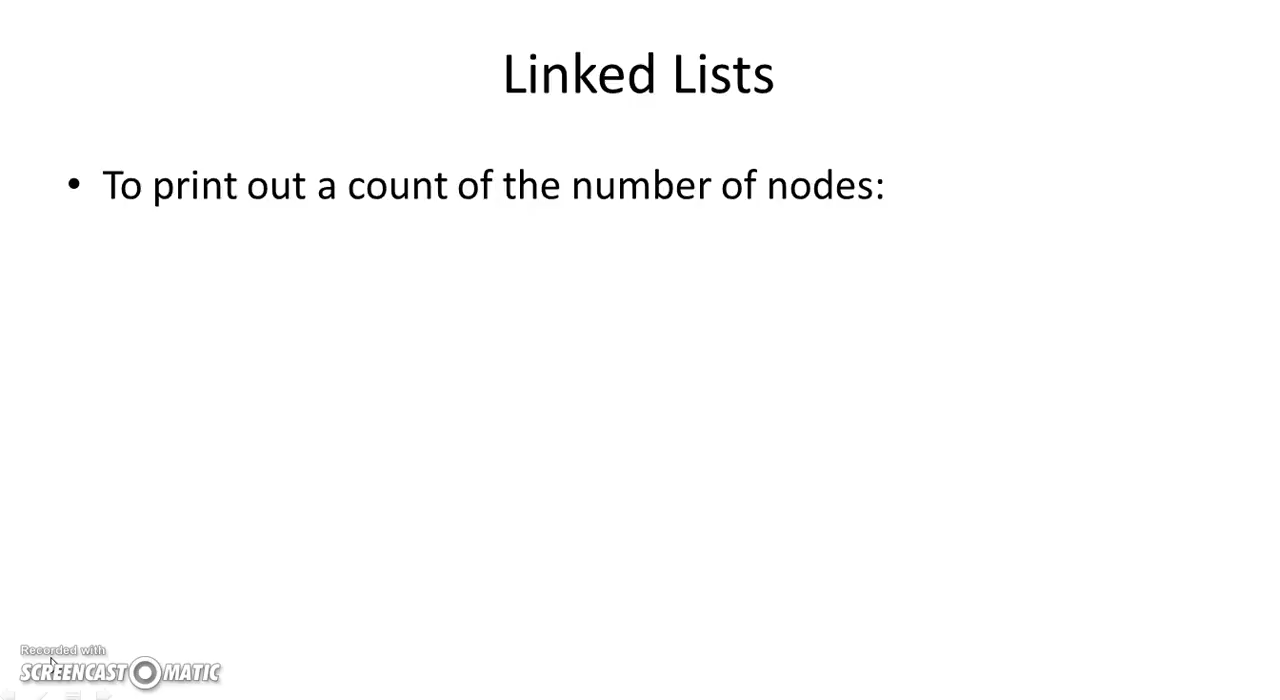 Linked Lists
• To print out a count of the number of nodes:
Recorded with
SCREENCAST MATIC